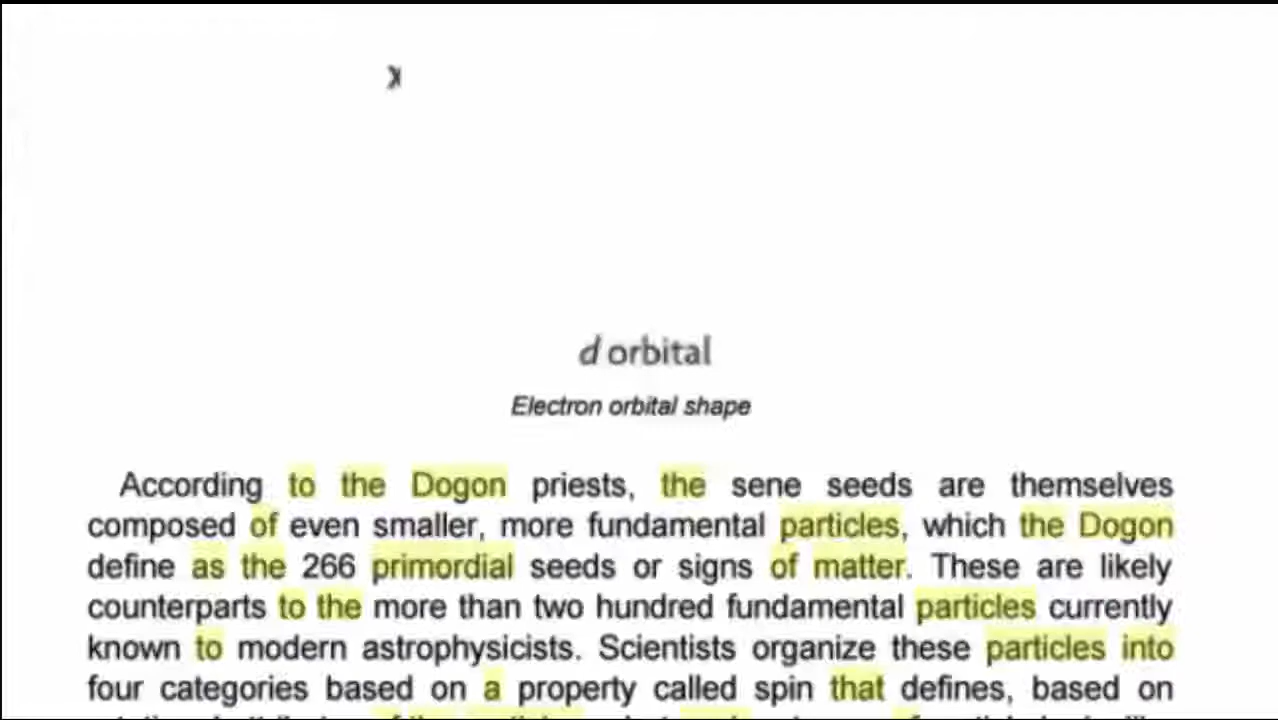 x
d orbital
Electron orbital shape
According to the Dogon priests, the sene seeds are themselves
composed of even smaller, more fundamental particles, which the Dogon
define as the 266 primordial seeds or signs of matter. These are likely
counterparts to the more than two hundred fundamental particles currently
known to modern astrophysicists. Scientists organize these particles into
four categories based on a property called spin that defines, based on